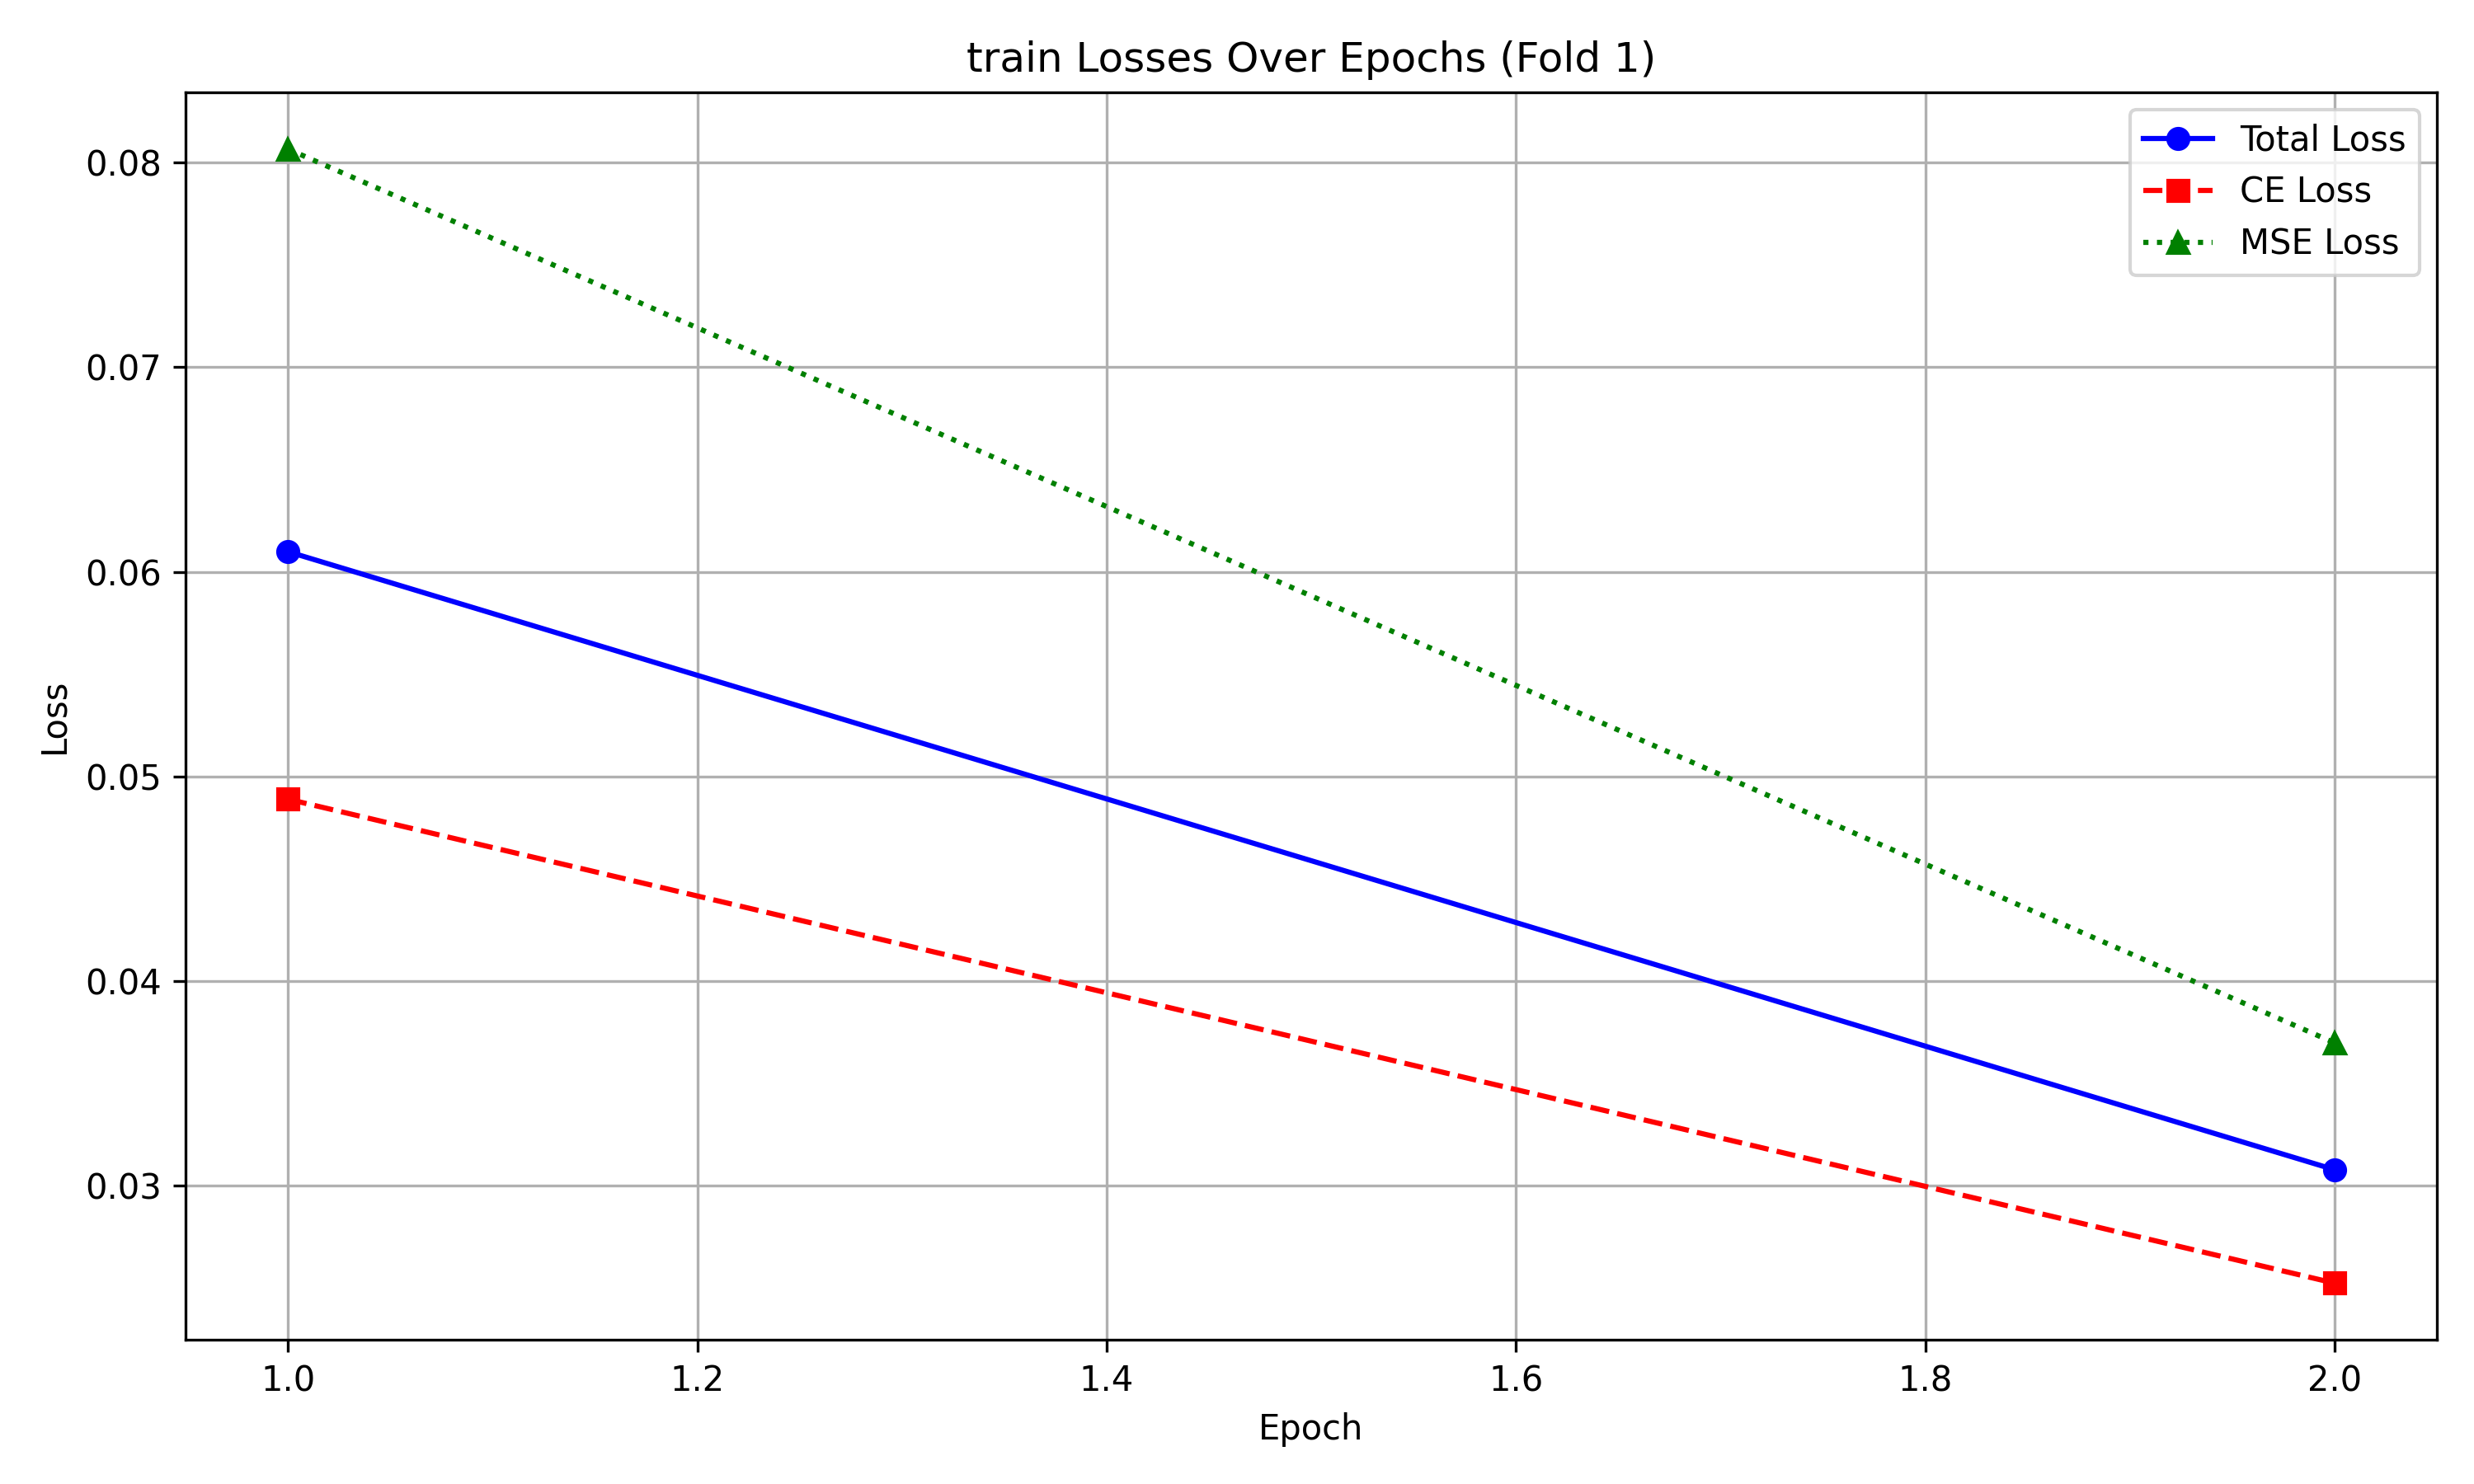 train Losses Over Epochs (Fold 1)
Total Loss
CE Loss
MSE Loss
0.08
0.07
0.06
0.05
0.04
0.03
Loss
1.0 1.2 1.4 1.6 1.8 2.0
Epoch